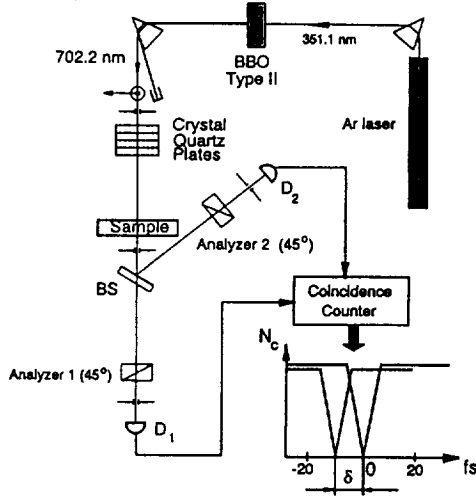 702.2 nm
351.1 nm
BBO
Type II
Ar laser
Crystal
Quartz
Plates
D2
Sample
Analyzer 2 (45°)
BS
Coincidence
Counter
Analyzer 1 (45°)
Nc
D1
-20 δ 0 20 fs